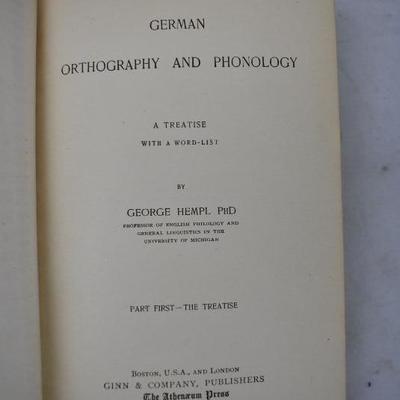 GERMAN
ORTHOGRAPHY AND PHONOLOGY
A TREATISE
WITH A WORD-LIST
BY
GEORGE HEMPL PHD
PROFESSOR OF ENGLISH PHILOLOGY AND
GENERAL LINGUISTICS IN THE
UNIVERSITY OF MICHIGAN
PART FIRST—THE TREATISE
BOSTON, U.S.A., AND LONDON
GINN & COMPANY, PUBLISHERS
The Athenæum Press